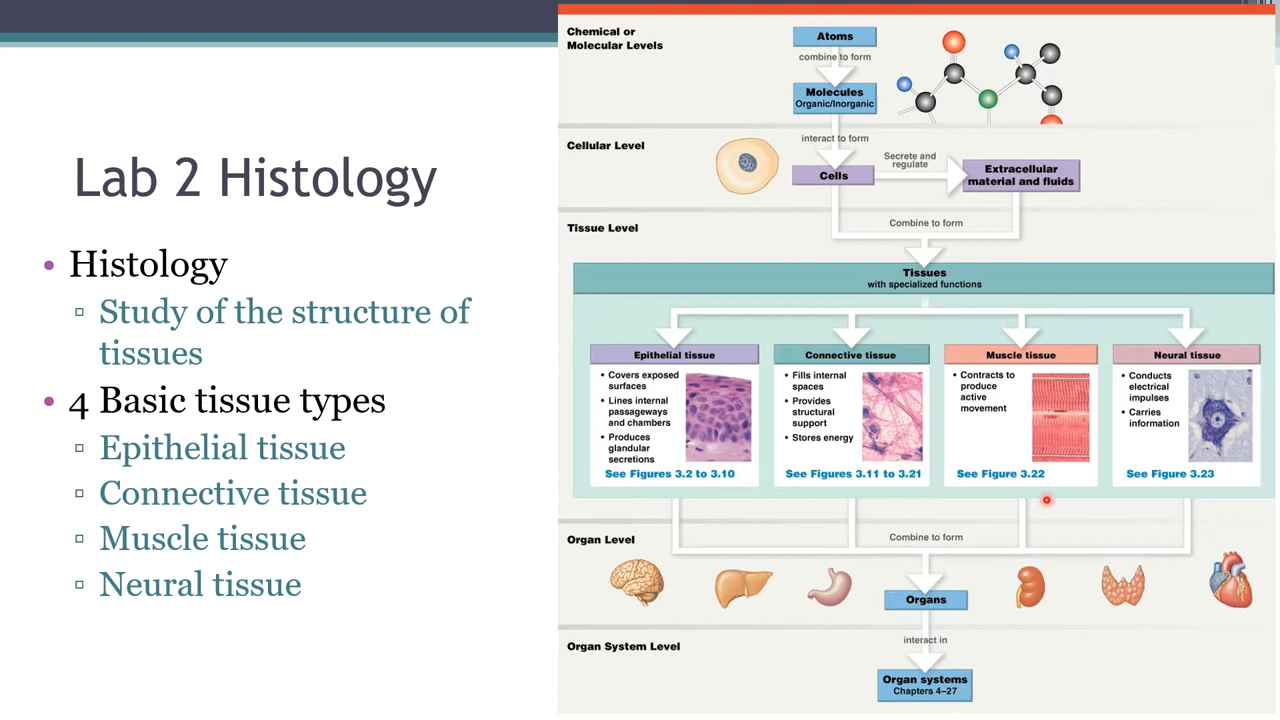 Lab 2 Histology
• Histology
▫ Study of the structure of
tissues
• 4 Basic tissue types
▫ Epithelial tissue
▫ Connective tissue
▫ Muscle tissue
▫ Neural tissue
Chemical or
Molecular Levels
Atoms
combine to form
Molecules
Organic/Inorganic
interact to form
Cellular Level
Cells
Secrete and
regulate
Extracellular
material and fluids
Combine to form
Tissue Level
Tissues
with specialized functions
Epithelial tissue
• Covers exposed
surfaces
• Lines internal
passageways
and chambers
• Produces
glandular
secretions
See Figures 3.2 to 3.10
Connective tissue
• Fills internal
spaces
• Provides
structural
support
• Stores energy
See Figures 3.11 to 3.21
Muscle tissue
• Contracts to
produce
active
movement
See Figure 3.22
Neural tissue
• Conducts
electrical
impulses
• Carries
information
See Figure 3.23
Organ Level
Combine to form
Organs
interact in
Organ System Level
Organ systems
Chapters 4–27